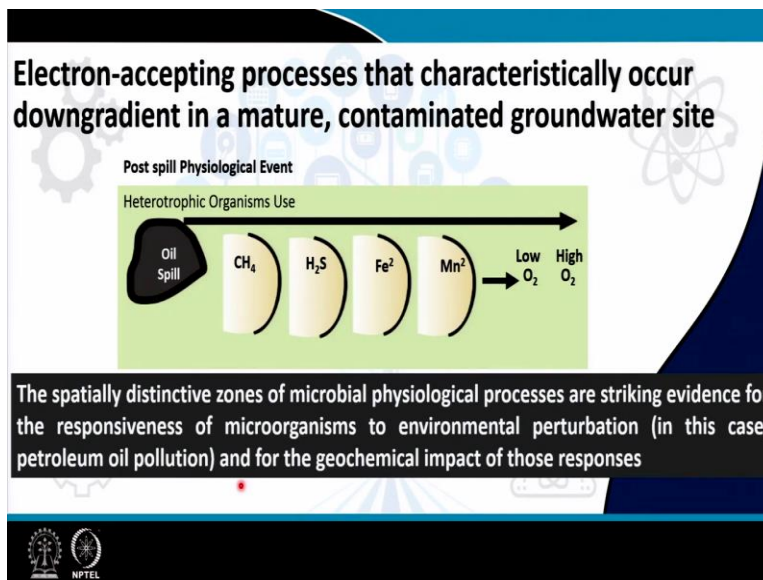 Electron-accepting processes that characteristically occur
downgradient in a mature, contaminated groundwater site
Post spill Physiological Event
Heterotrophic Organisms Use
Oil
Spill
CH4
H2S
Fe2
Mn2
Low
O2
High
O2
The spatially distinctive zones of microbial physiological processes are striking evidence fo
the responsiveness of microorganisms to environmental perturbation (in this case
petroleum oil pollution) and for the geochemical impact of those responses
NPTEL